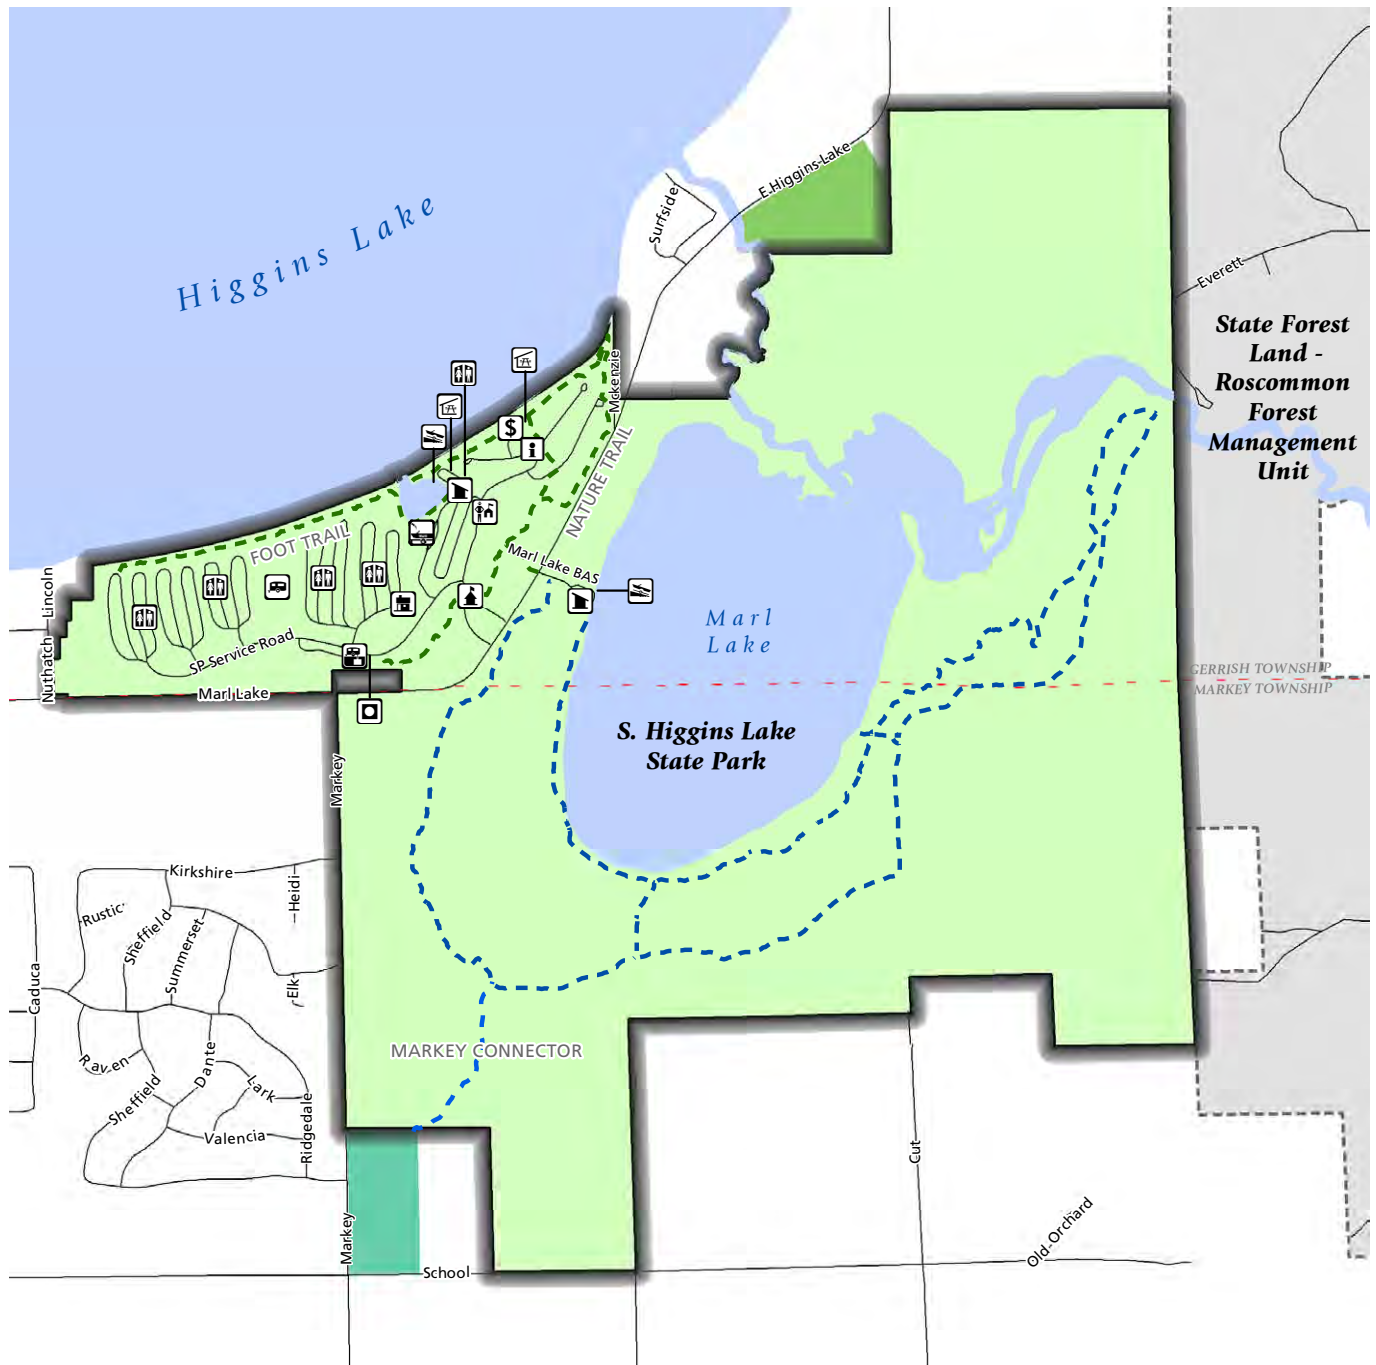 E-Higgins-Lake
Surfside
Higgins Lake
Everett
State Forest
Land -
Roscommon
Forest
Management
Unit
Mckenzie
$
i
NATURE TRAIL
FOOT TRAIL
Marl Lake BAS
Lincoln
Nuthatch
SP Service Road
Marl Lake
Marl
Lake
GERRISH TOWNSHIP
MARKEY TOWNSHIP
S. Higgins Lake
State Park
Markey
Kirkshire
Heidi
Rustic
Sheffield
Summerset
Elk
Caduca
Raven
Dante
Sheffield
Lark
Ridgedale
Valencia
MARKEY CONNECTOR
Cut
Markey
School
Old-Orchard